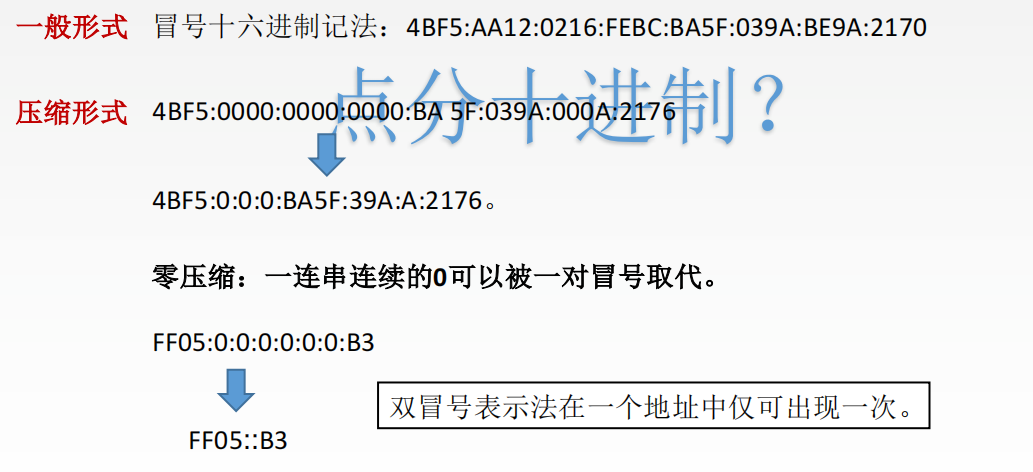 一般形式 冒号十六进制记法：4BF5:AA12:0216:FEBC:BA5F:039A:BE9A:2170
点分十进制？
压缩形式 4BF5:0000:0000:0000:BA 5F:039A:000A:2176
4BF5:0:0:0:BA5F:39A:A:2176。
零压缩：一连串连续的0可以被一对冒号取代。
FF05:0:0:0:0:0:0:B3
双冒号表示法在一个地址中仅可出现一次。
FF05::B3